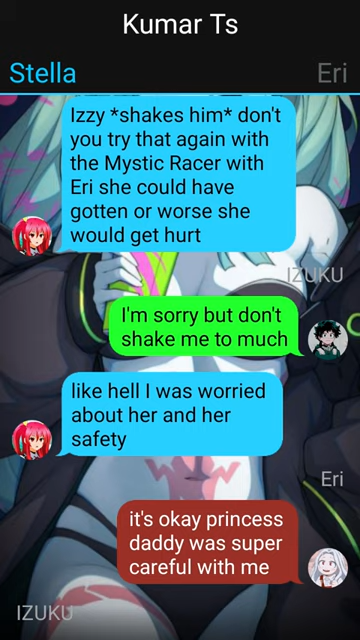 Kumar Ts
Stella
Eri
Izzy *shakes him* don't
you try that again with
the Mystic Racer with
Eri she could have
gotten or worse she
would get hurt
IZUKU
I'm sorry but don't
shake me to much
like hell I was worried
about her and her
safety
Eri
it's okay princess
daddy was super
careful with me
IZUKU